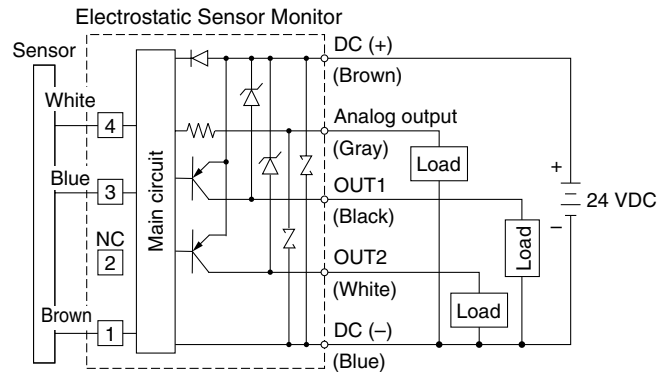 Electrostatic Sensor Monitor
Sensor
DC (+)
(Brown)
White
4
Analog output
(Gray)
Load
Blue
3
Main circuit
OUT1
(Black)
+
24 VDC
−
NC
2
Load
OUT2
(White)
Load
Brown
1
DC (−)
(Blue)